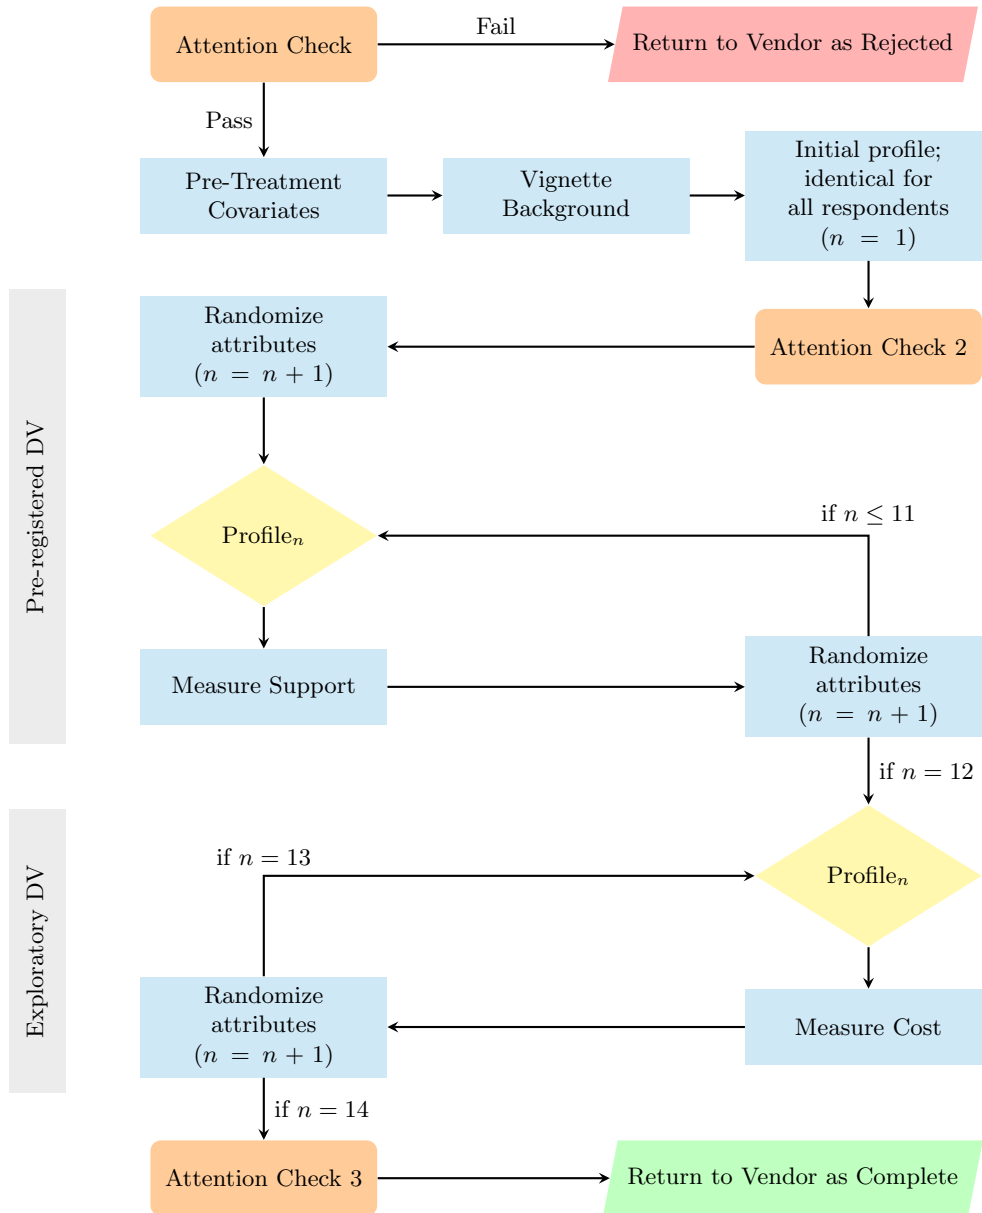 Attention Check
Fail
Return to Vendor as Rejected
Pass
Pre-Treatment
Covariates
Vignette
Background
Initial profile;
identical for
all respondents
(n = 1)
Pre-registered DV
Randomize
attributes
(n = n + 1)
Attention Check 2
if n ≤ 11
Profileₙ
Measure Support
Randomize
attributes
(n = n + 1)
if n = 12
Exploratory DV
if n = 13
Profileₙ
Randomize
attributes
(n = n + 1)
Measure Cost
if n = 14
Attention Check 3
Return to Vendor as Complete